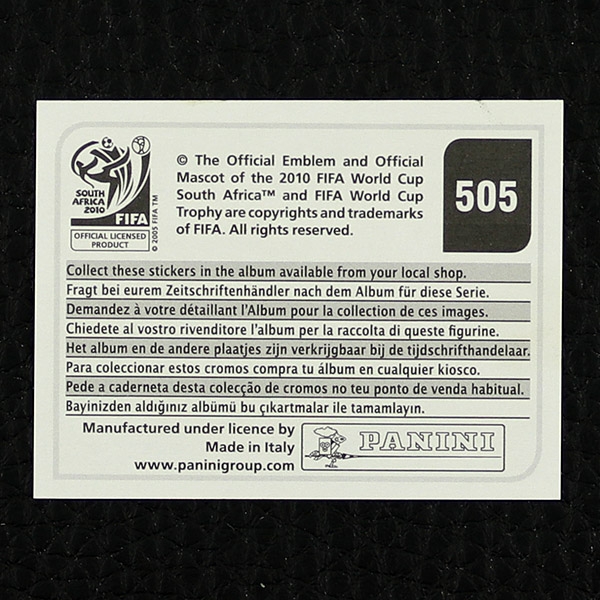 SOUTH
AFRICA
2010
FIFA
OFFICIAL LICENSED
PRODUCT
© 2005 FIFA TM
© The Official Emblem and Official
Mascot of the 2010 FIFA World Cup
South Africa™ and FIFA World Cup
Trophy are copyrights and trademarks
of FIFA. All rights reserved.
505
Collect these stickers in the album available from your local shop.
Fragt bei eurem Zeitschriftenhändler nach dem Album für diese Serie.
Demandez à votre détaillant l'Album pour la collection de ces images.
Chiedete al vostro rivenditore l'album per la raccolta di queste figurine.
Het album en de andere plaatjes zijn verkrijgbaar bij de tijdschrifthandelaar.
Para coleccionar estos cromos compra tu álbum en cualquier kiosco.
Pede a caderneta desta colecção de cromos no teu ponto de venda habitual.
Bayinizden aldığınız albümü bu çıkartmalar ile tamamlayın.
Manufactured under licence by
Made in Italy
www.paninigroup.com
PANINI